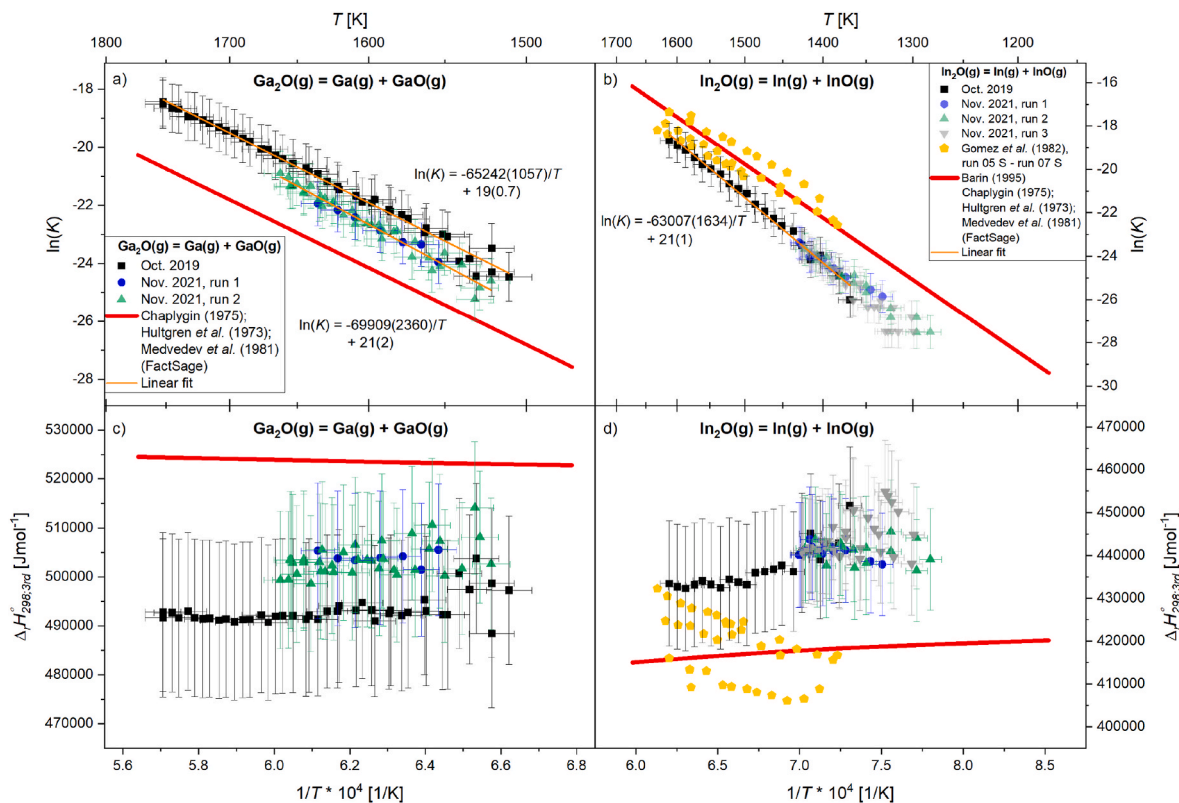 T [K]
T [K]
1800
1700
1600
1500
1700
1600
1500
1400
1300
1200
a)
Ga₂O(g) = Ga(g) + GaO(g)
b)
In₂O(g) = In(g) + InO(g)
In₂O(g) = In(g) + InO(g)
Oct. 2019
Nov. 2021, run 1
Nov. 2021, run 2
Nov. 2021, run 3
Gomez et al. (1982),
run 05 S - run 07 S
Barin (1995)
Chaplygin (1975);
Hultgren et al. (1973);
Medvedev et al. (1981)
(FactSage)
Linear fit
-18
-20
-22
-24
-26
-28
ln(K)
ln(K) = -65242(1057)/T
+ 19(0.7)
Ga₂O(g) = Ga(g) + GaO(g)
Oct. 2019
Nov. 2021, run 1
Nov. 2021, run 2
Chaplygin (1975);
Hultgren et al. (1973);
Medvedev et al. (1981)
(FactSage)
Linear fit
ln(K) = -69909(2360)/T
+ 21(2)
ln(K) = -63007(1634)/T
+ 21(1)
-16
-18
-20
-22
-24
-26
-28
-30
ln(K)
c)
Ga₂O(g) = Ga(g) + GaO(g)
d)
In₂O(g) = In(g) + InO(g)
530000
520000
510000
500000
490000
480000
470000
ΔrH°298;3rd [Jmol⁻¹]
470000
460000
450000
440000
430000
420000
410000
400000
ΔrH°298;3rd [Jmol⁻¹]
5.6
5.8
6.0
6.2
6.4
6.6
6.8
6.0
6.5
7.0
7.5
8.0
8.5
1/T * 10⁴ [1/K]
1/T * 10⁴ [1/K]